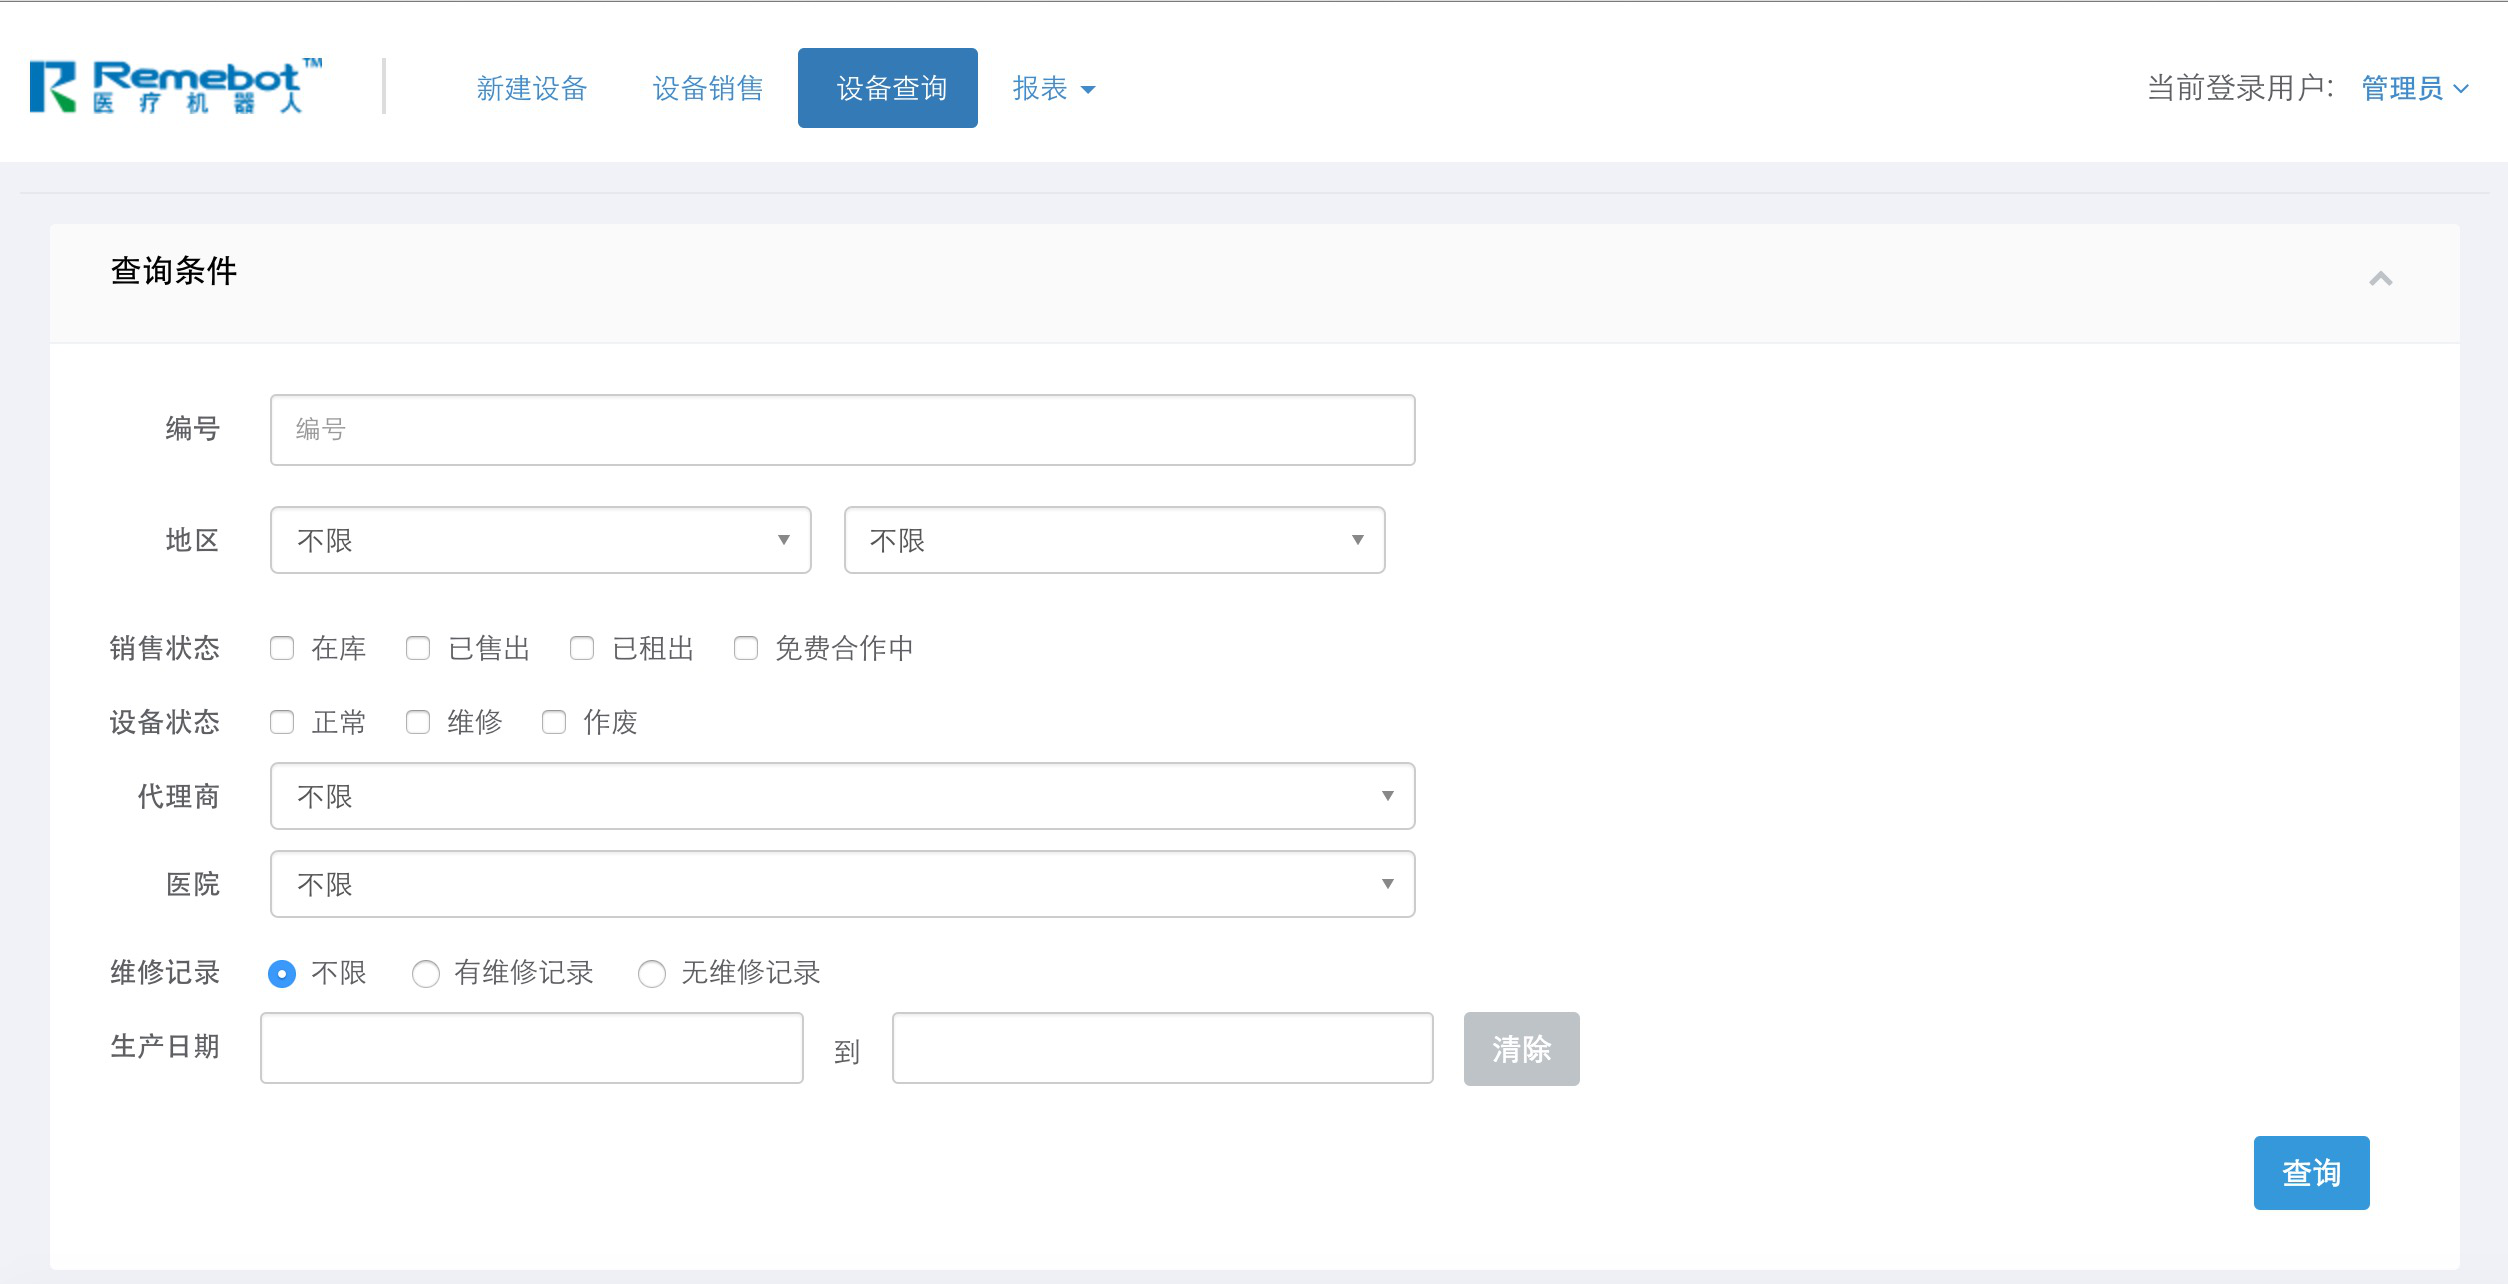 Remebot™
医疗机器人
新建设备 设备销售 设备查询 报表
当前登录用户: 管理员
查询条件
编号 编号
地区 不限 不限
销售状态 在库 已售出 已租出 免费合作中
设备状态 正常 维修 作废
代理商 不限
医院 不限
维修记录 不限 有维修记录 无维修记录
生产日期 到 清除
查询